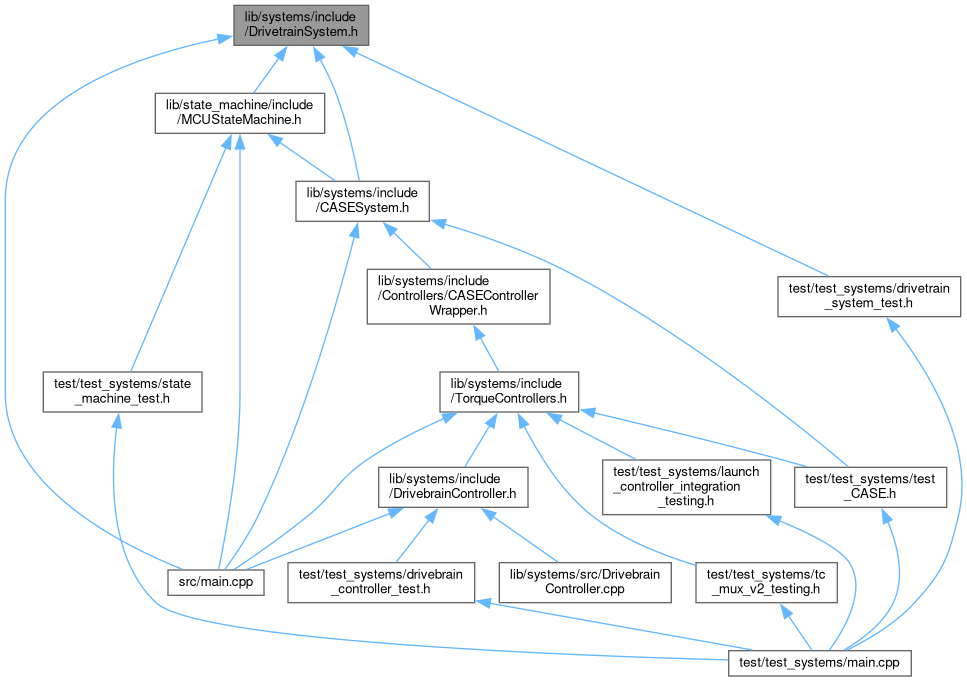 lib/systems/include
/DrivetrainSystem.h
lib/state_machine/include
/MCUStateMachine.h
lib/systems/include
/CASESystem.h
lib/systems/include
/Controllers/CASEController
Wrapper.h
test/test_systems/drivetrain
_system_test.h
test/test_systems/state
_machine_test.h
lib/systems/include
/TorqueControllers.h
lib/systems/include
/DrivebrainController.h
test/test_systems/launch
_controller_integration
_testing.h
test/test_systems/test
_CASE.h
src/main.cpp
test/test_systems/drivebrain
_controller_test.h
lib/systems/src/Drivebrain
Controller.cpp
test/test_systems/tc
_mux_v2_testing.h
test/test_systems/main.cpp